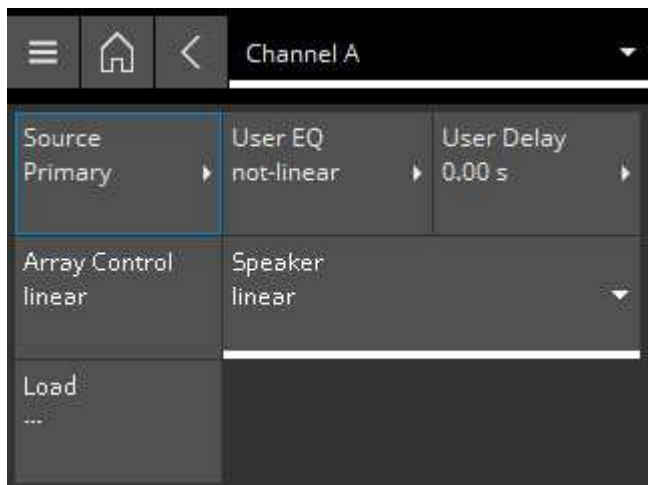 Channel A
Source
Primary
User EQ
not-linear
User Delay
0.00 s
Array Control
linear
Speaker
linear
Load
---